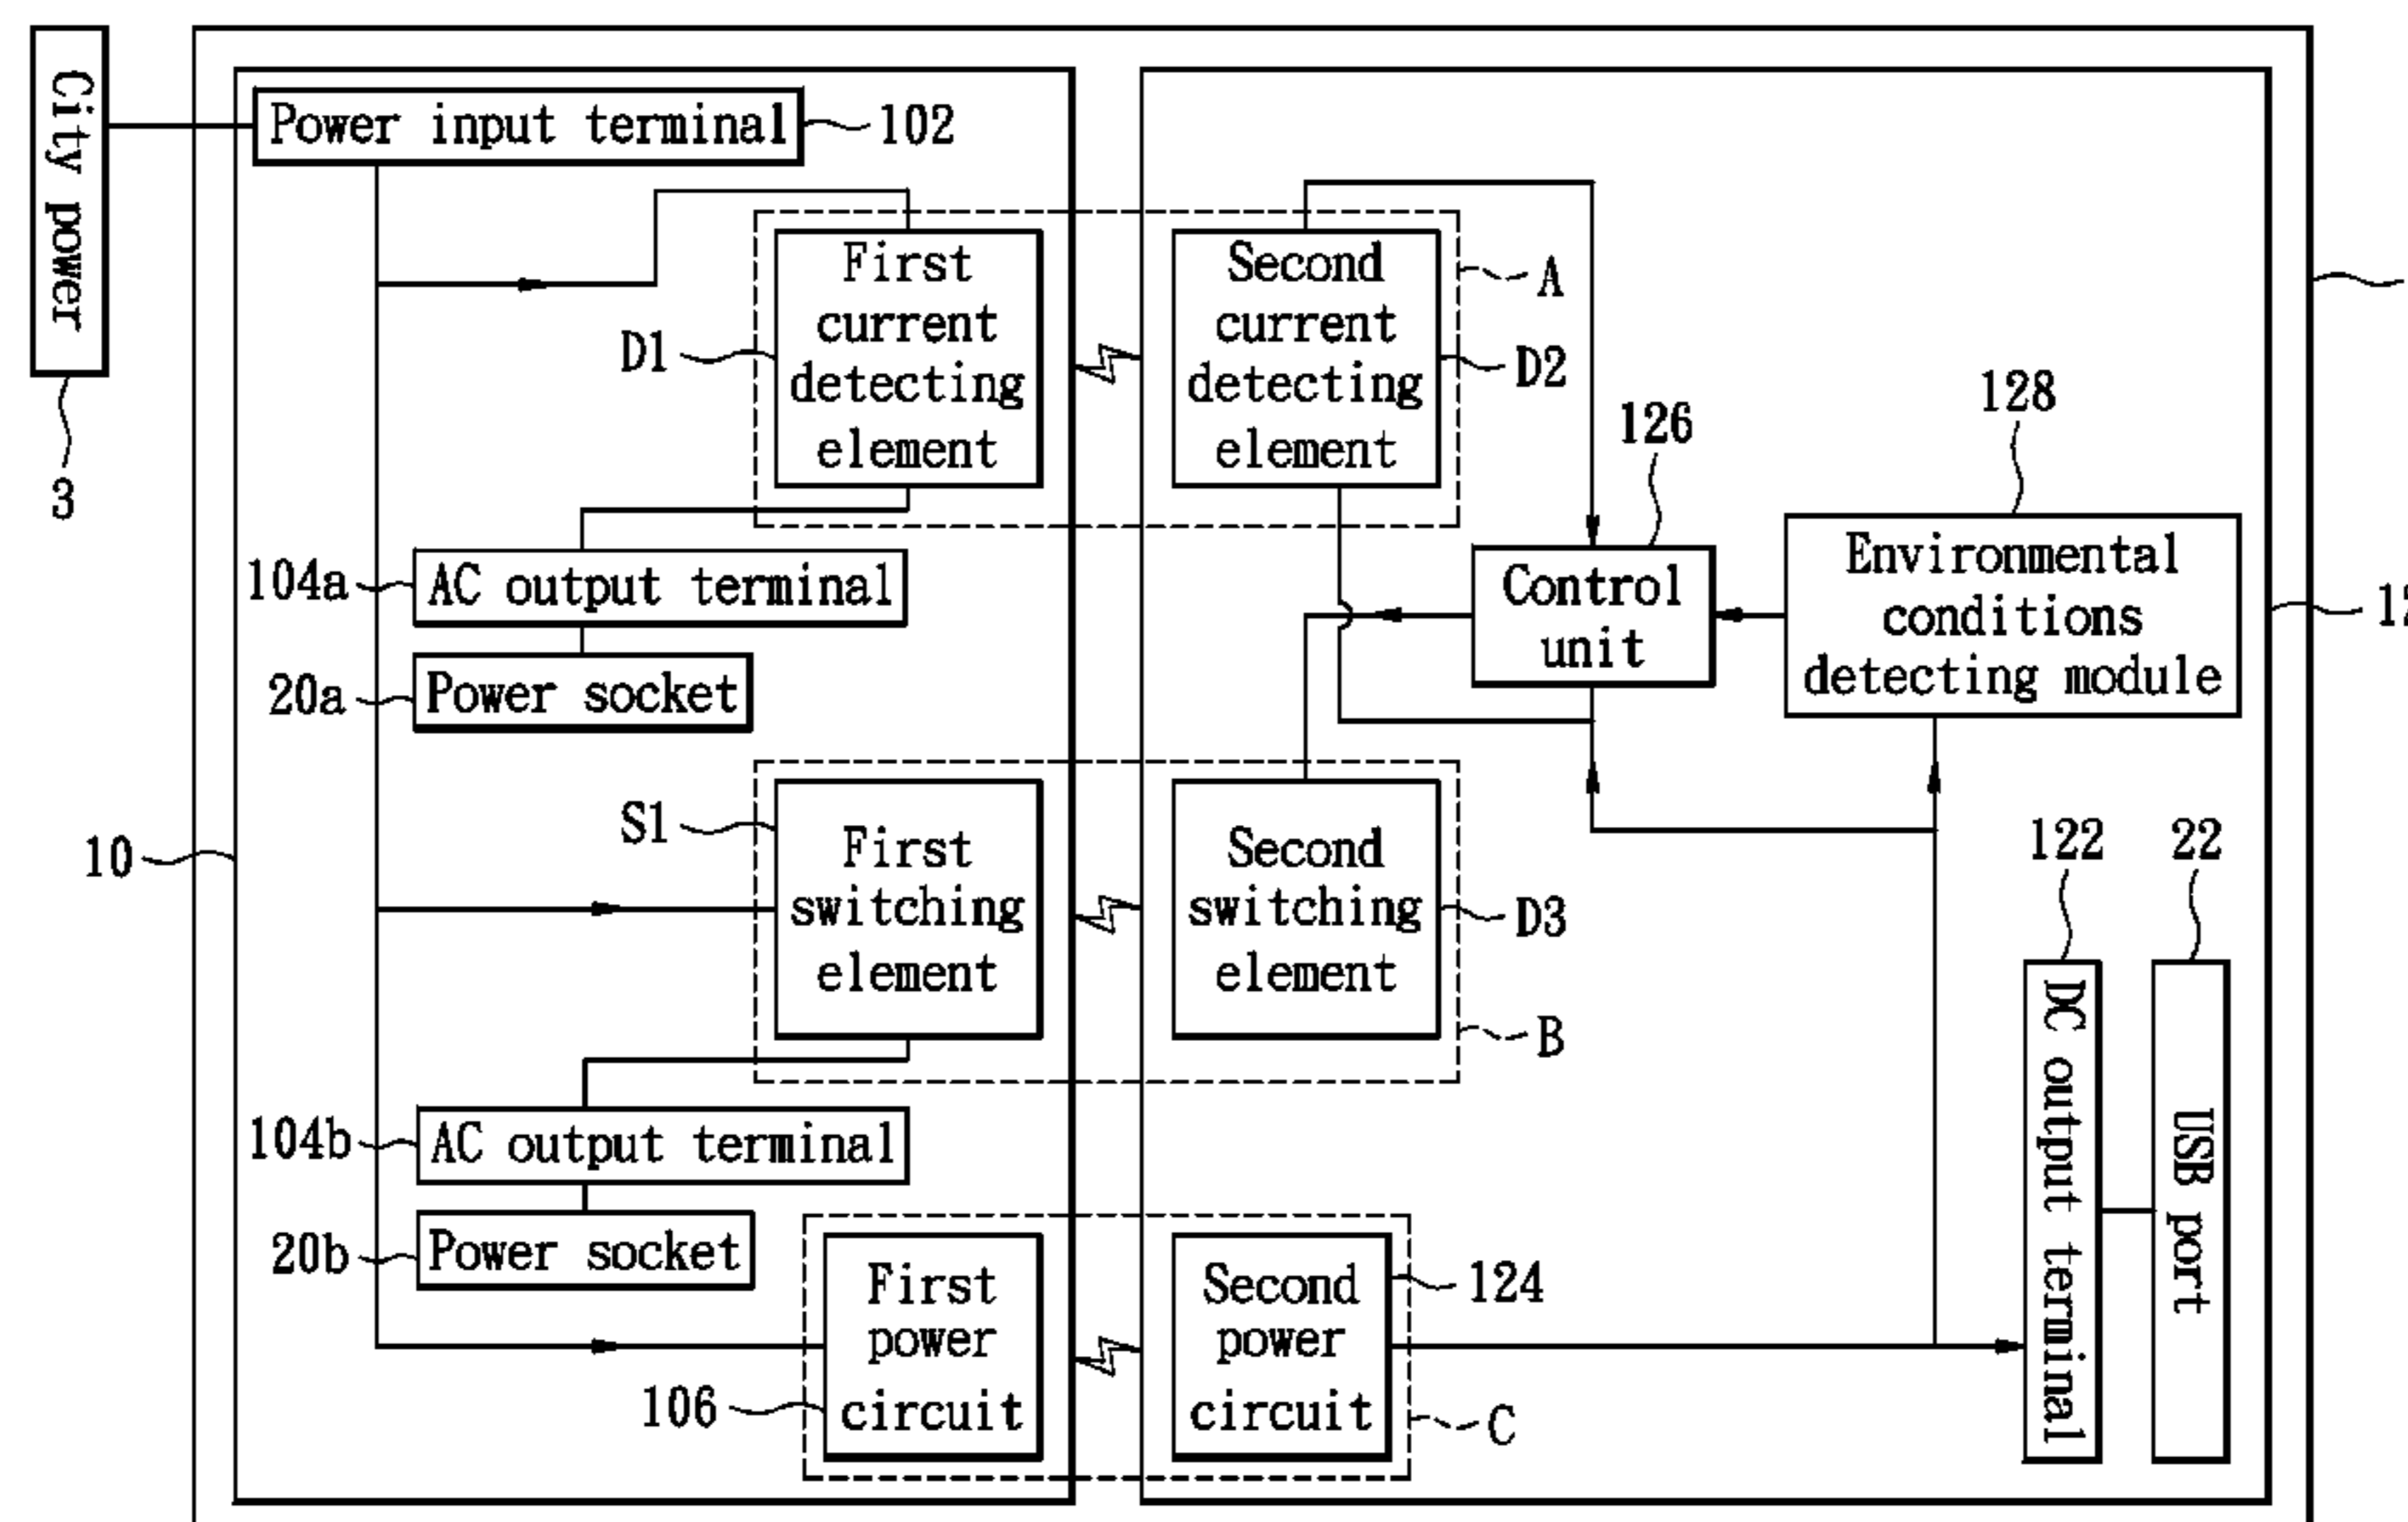 City power
3
Power input terminal
102
First
current
detecting
element
D1
Second
current
detecting
element
A
D2
104a
AC output terminal
20a
Power socket
126
Control
unit
128
Environmental
conditions
detecting module
10
S1
First
switching
element
Second
switching
element
D3
B
122
DC output terminal
22
USB port
104b
AC output terminal
20b
Power socket
First
power
circuit
106
Second
power
circuit
124
C